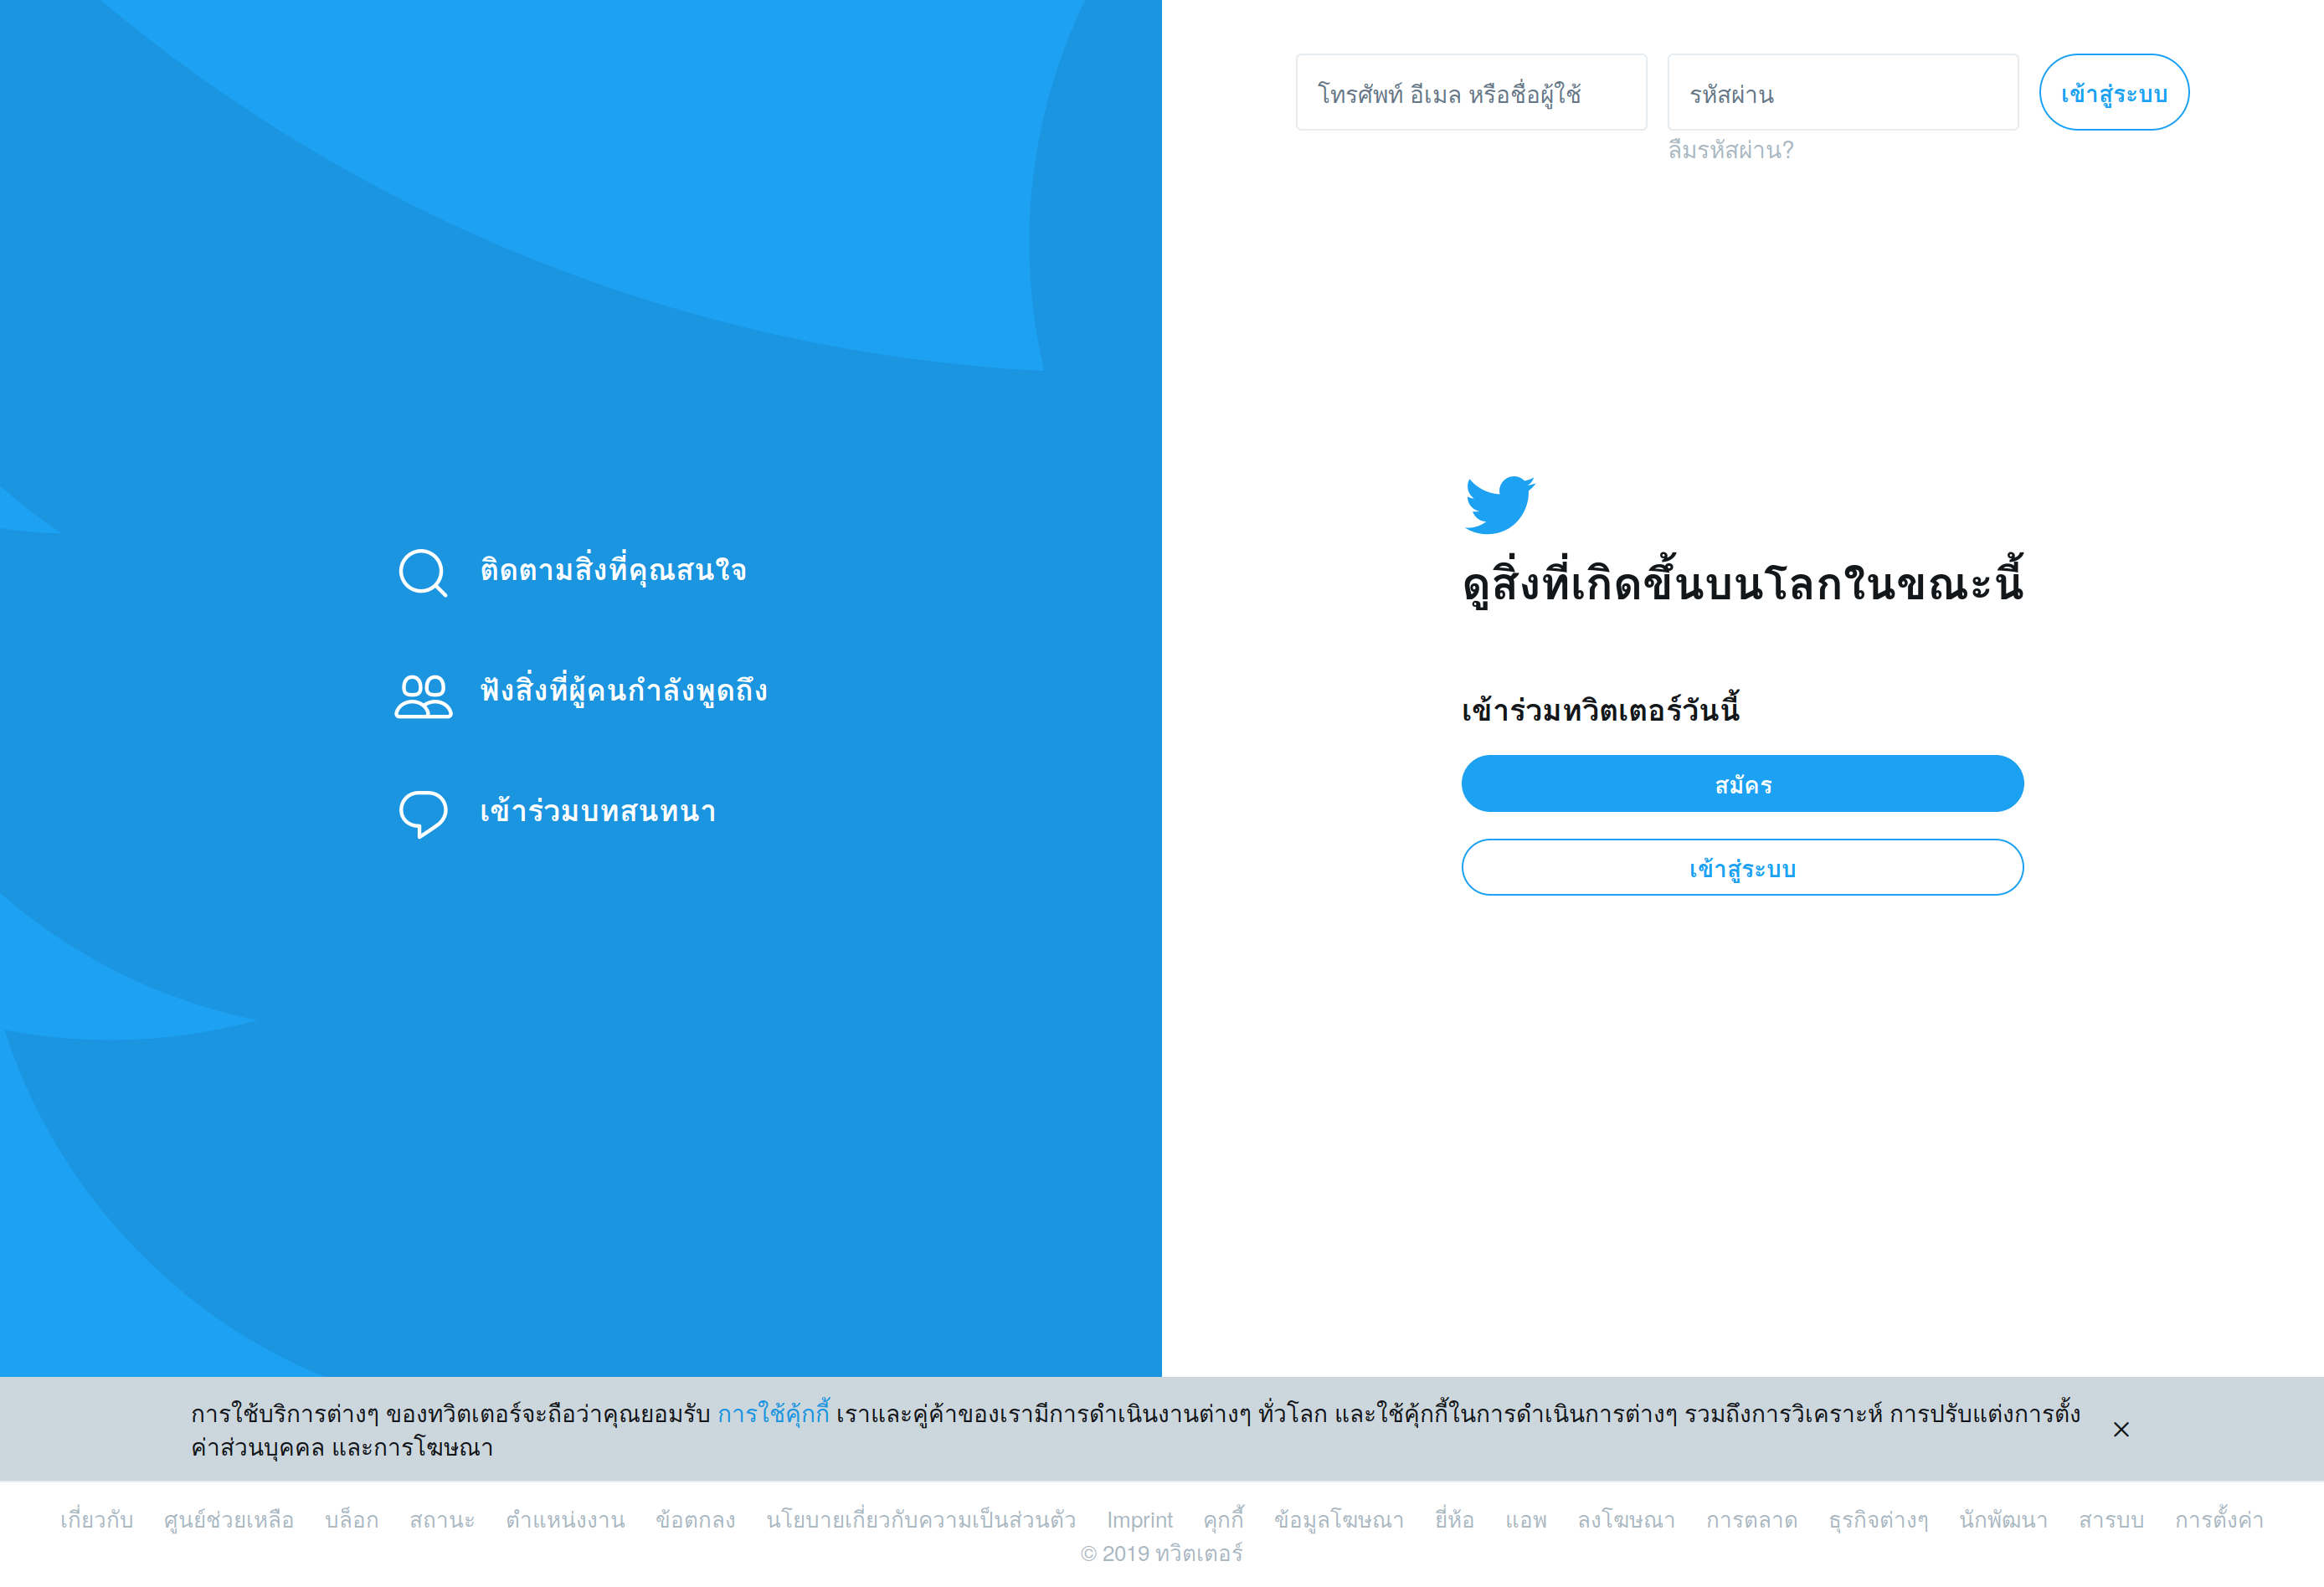 โทรศัพท์ อีเมล หรือชื่อผู้ใช้
รหัสผ่าน
เข้าสู่ระบบ
ลืมรหัสผ่าน?
ติดตามสิ่งที่คุณสนใจ
ฟังสิ่งที่ผู้คนกำลังพูดถึง
เข้าร่วมบทสนทนา
ดูสิ่งที่เกิดขึ้นบนโลกในขณะนี้
เข้าร่วมทวิตเตอร์วันนี้
สมัคร
เข้าสู่ระบบ
การใช้บริการต่างๆ ของทวิตเตอร์จะถือว่าคุณยอมรับ การใช้คุ้กกี้ เราและคู่ค้าของเรามีการดำเนินงานต่างๆ ทั่วโลก และใช้คุ้กกี้ในการดำเนินการต่างๆ รวมถึงการวิเคราะห์ การปรับแต่งการตั้ง
ค่าส่วนบุคคล และการโฆษณา
เกี่ยวกับ ศูนย์ช่วยเหลือ บล็อก สถานะ ตำแหน่งงาน ข้อตกลง นโยบายเกี่ยวกับความเป็นส่วนตัว Imprint คุกกี้ ข้อมูลโฆษณา ยี่ห้อ แอพ ลงโฆษณา การตลาด ธุรกิจต่างๆ นักพัฒนา สารบบ การตั้งค่า
© 2019 ทวิตเตอร์